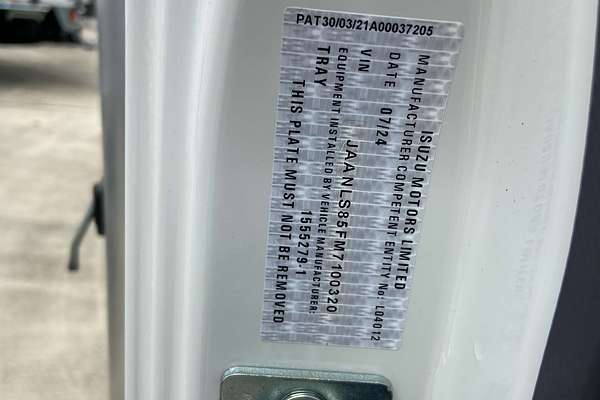 PAT30/03/21A00037205
ISUZU MOTORS LIMITED
MANUFACTURER COMPETENT ENTITY No: L04012
DATE 07/24
VIN JAANLS85FM7100320
EQUIPMENT INSTALLED BY VEHICLE MANUFACTURER:
TRAY 1555279-1
THIS PLATE MUST NOT BE REMOVED